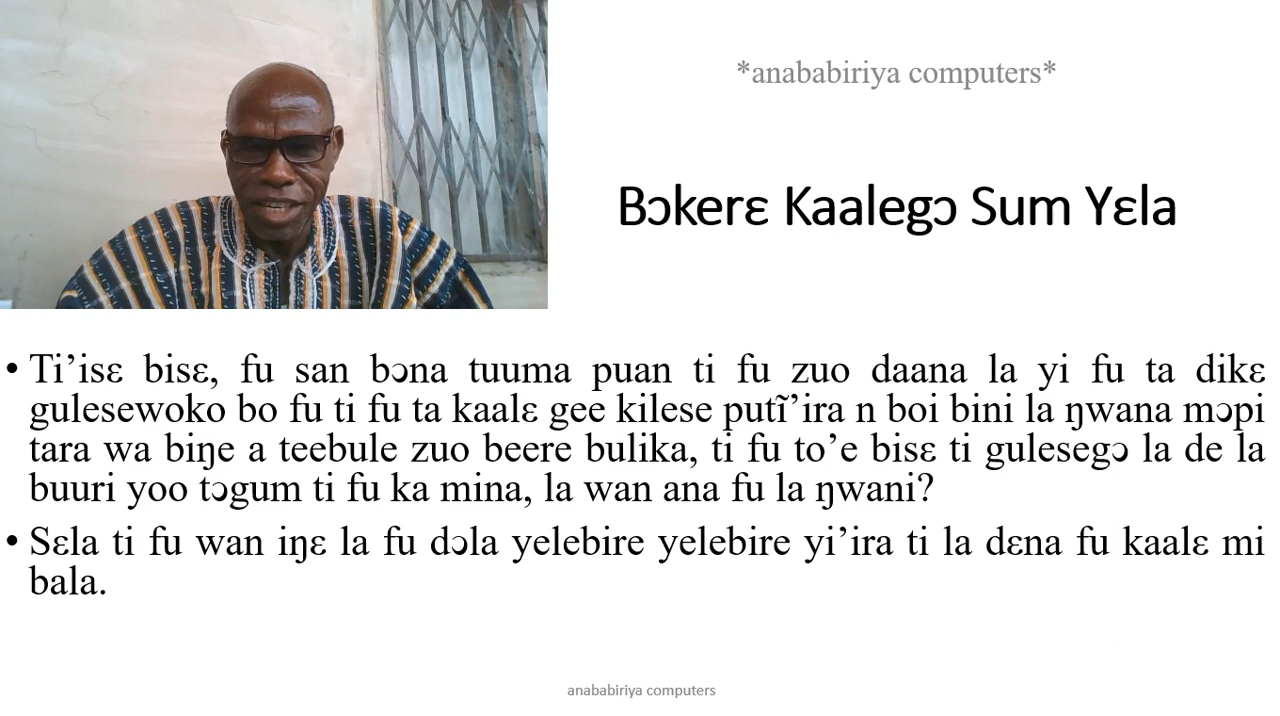 *anababiriya computers*
Bɔkerɛ Kaalegɔ Sum Yɛla
• Ti’isɛ bisɛ, fu san bɔna tuuma puan ti fu zuo daana la yi fu ta dikɛ
gulesewoko bo fu ti fu ta kaalɛ gee kilese putĩ’ira n boi bini la ŋwana mɔpi
tara wa biŋe a teebule zuo beere bulika, ti fu to’e bisɛ ti gulesegɔ la de la
buuri yoo tɔgum ti fu ka mina, la wan ana fu la ŋwani?
• Sɛla ti fu wan iŋɛ la fu dɔla yelebire yelebire yi’ira ti la dɛna fu kaalɛ mi
bala.
anababiriya computers